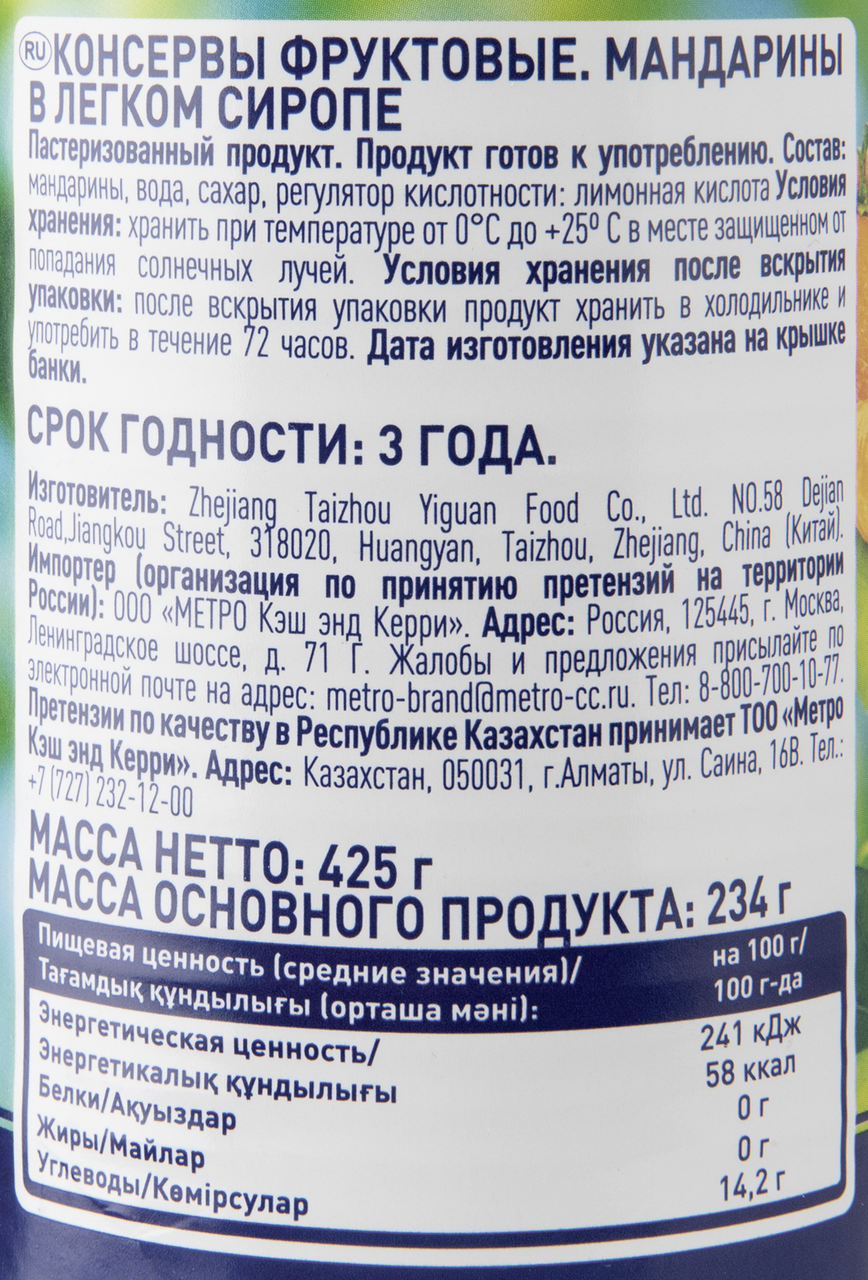 RU КОНСЕРВЫ ФРУКТОВЫЕ. МАНДАРИНЫ
В ЛЕГКОМ СИРОПЕ
Пастеризованный продукт. Продукт готов к употреблению. Состав:
мандарины, вода, сахар, регулятор кислотности: лимонная кислота Условия
хранения: хранить при температуре от 0°С до +25º С в месте защищенном от
попадания солнечных лучей. Условия хранения после вскрытия
упаковки: после вскрытия упаковки продукт хранить в холодильнике и
употребить в течение 72 часов. Дата изготовления указана на крышке
банки.
СРОК ГОДНОСТИ: 3 ГОДА.
Изготовитель: Zhejiang Taizhou Yiguan Food Co., Ltd. NO.58 Dejian
Road,Jiangkou Street, 318020, Huangyan, Taizhou, Zhejiang, China (Китай).
Импортер (организация по принятию претензий на территории
России): ООО «МЕТРО Кэш энд Керри». Адрес: Россия, 125445, г. Москва,
Ленинградское шоссе, д. 71 Г. Жалобы и предложения присылайте по
электронной почте на адрес: metro-brand@metro-cc.ru. Тел: 8-800-700-10-77.
Претензии по качеству в Республике Казахстан принимает ТОО «Метро
Кэш энд Керри». Адрес: Казахстан, 050031, г.Алматы, ул. Саина, 16В. Тел.:
+7 (727) 232-12-00
МАССА НЕТТО: 425 г
МАССА ОСНОВНОГО ПРОДУКТА: 234 г
Пищевая ценность (средние значения)/ на 100 г/
Тағамдық құндылығы (орташа мәні): 100 г-да
Энергетическая ценность/ 241 кДж
Энергетикалық құндылығы 58 ккал
Белки/Ақуыздар 0 г
Жиры/Майлар 0 г
Углеводы/Көмірсулар 14,2 г